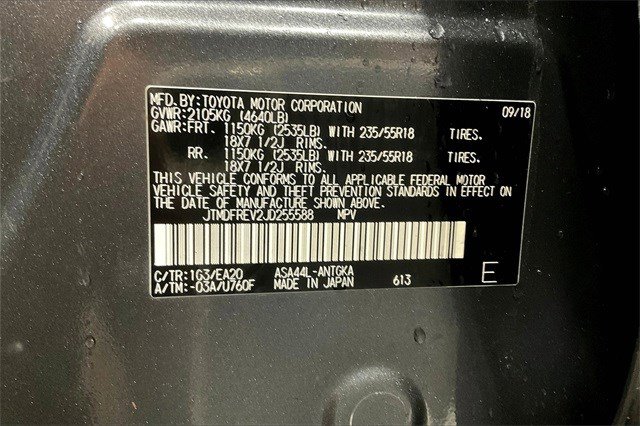 MFD.BY:TOYOTA MOTOR CORPORATION 09/18
GVWR:2105KG (4640LB)
GAWR:FRT. 1150KG (2535LB) WITH 235/55R18 TIRES.
18X7 1/2J RIMS.
RR. 1150KG (2535LB) WITH 235/55R18 TIRES.
18X7 1/2J RIMS.
THIS VEHICLE CONFORMS TO ALL APPLICABLE FEDERAL MOTOR
VEHICLE SAFETY AND THEFT PREVENTION STANDARDS IN EFFECT ON
THE DATE OF MANUFACTURE SHOWN ABOVE.
JTMDFREV2JD255588 MPV
C/TR:1G3/EA20 ASA44L-ANTGKA
A/TM:-03A/U760F MADE IN JAPAN 613 E